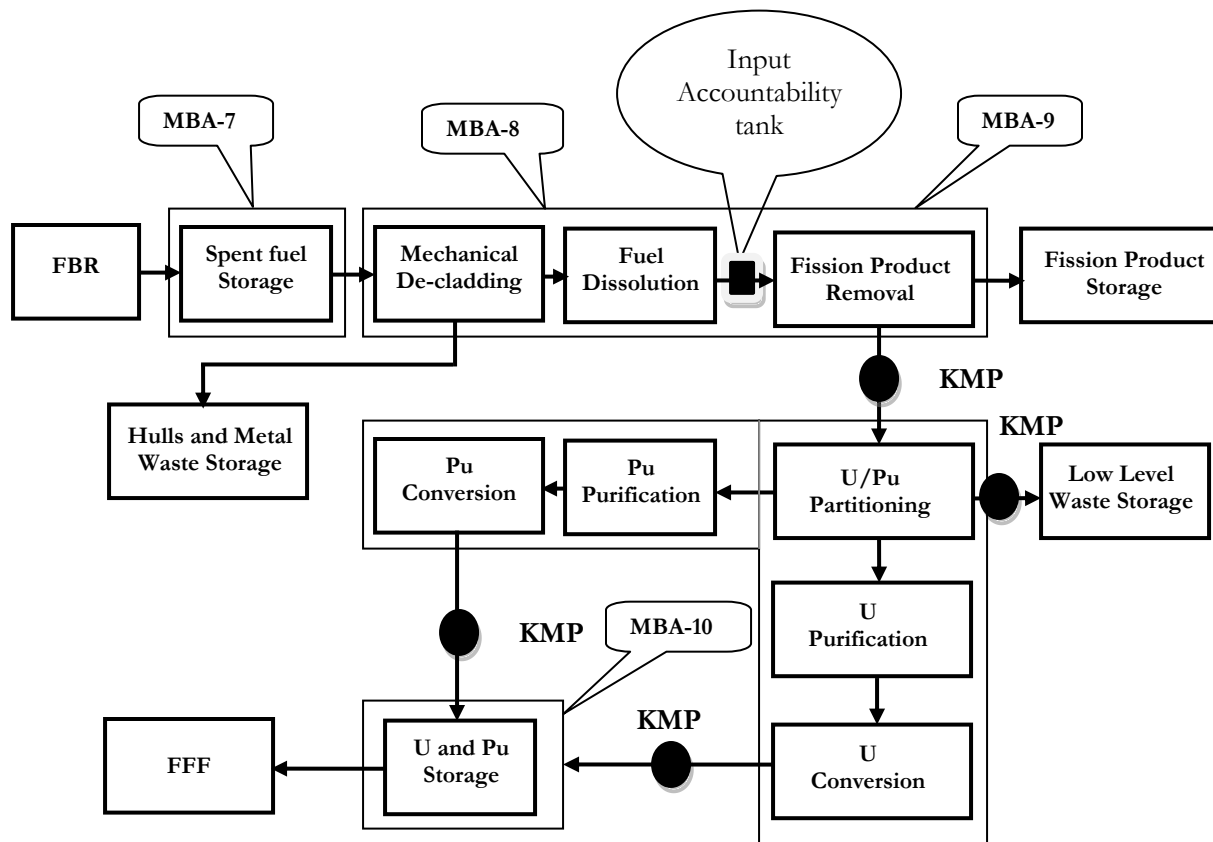 Input
Accountability
tank
MBA-7
MBA-8
MBA-9
FBR
Spent fuel
Storage
Mechanical
De-cladding
Fuel
Dissolution
Fission Product
Removal
Fission Product
Storage
KMP
KMP
Hulls and Metal
Waste Storage
Pu
Conversion
Pu
Purification
U/Pu
Partitioning
Low Level
Waste Storage
KMP
MBA-10
U
Purification
FFF
U and Pu
Storage
KMP
U
Conversion